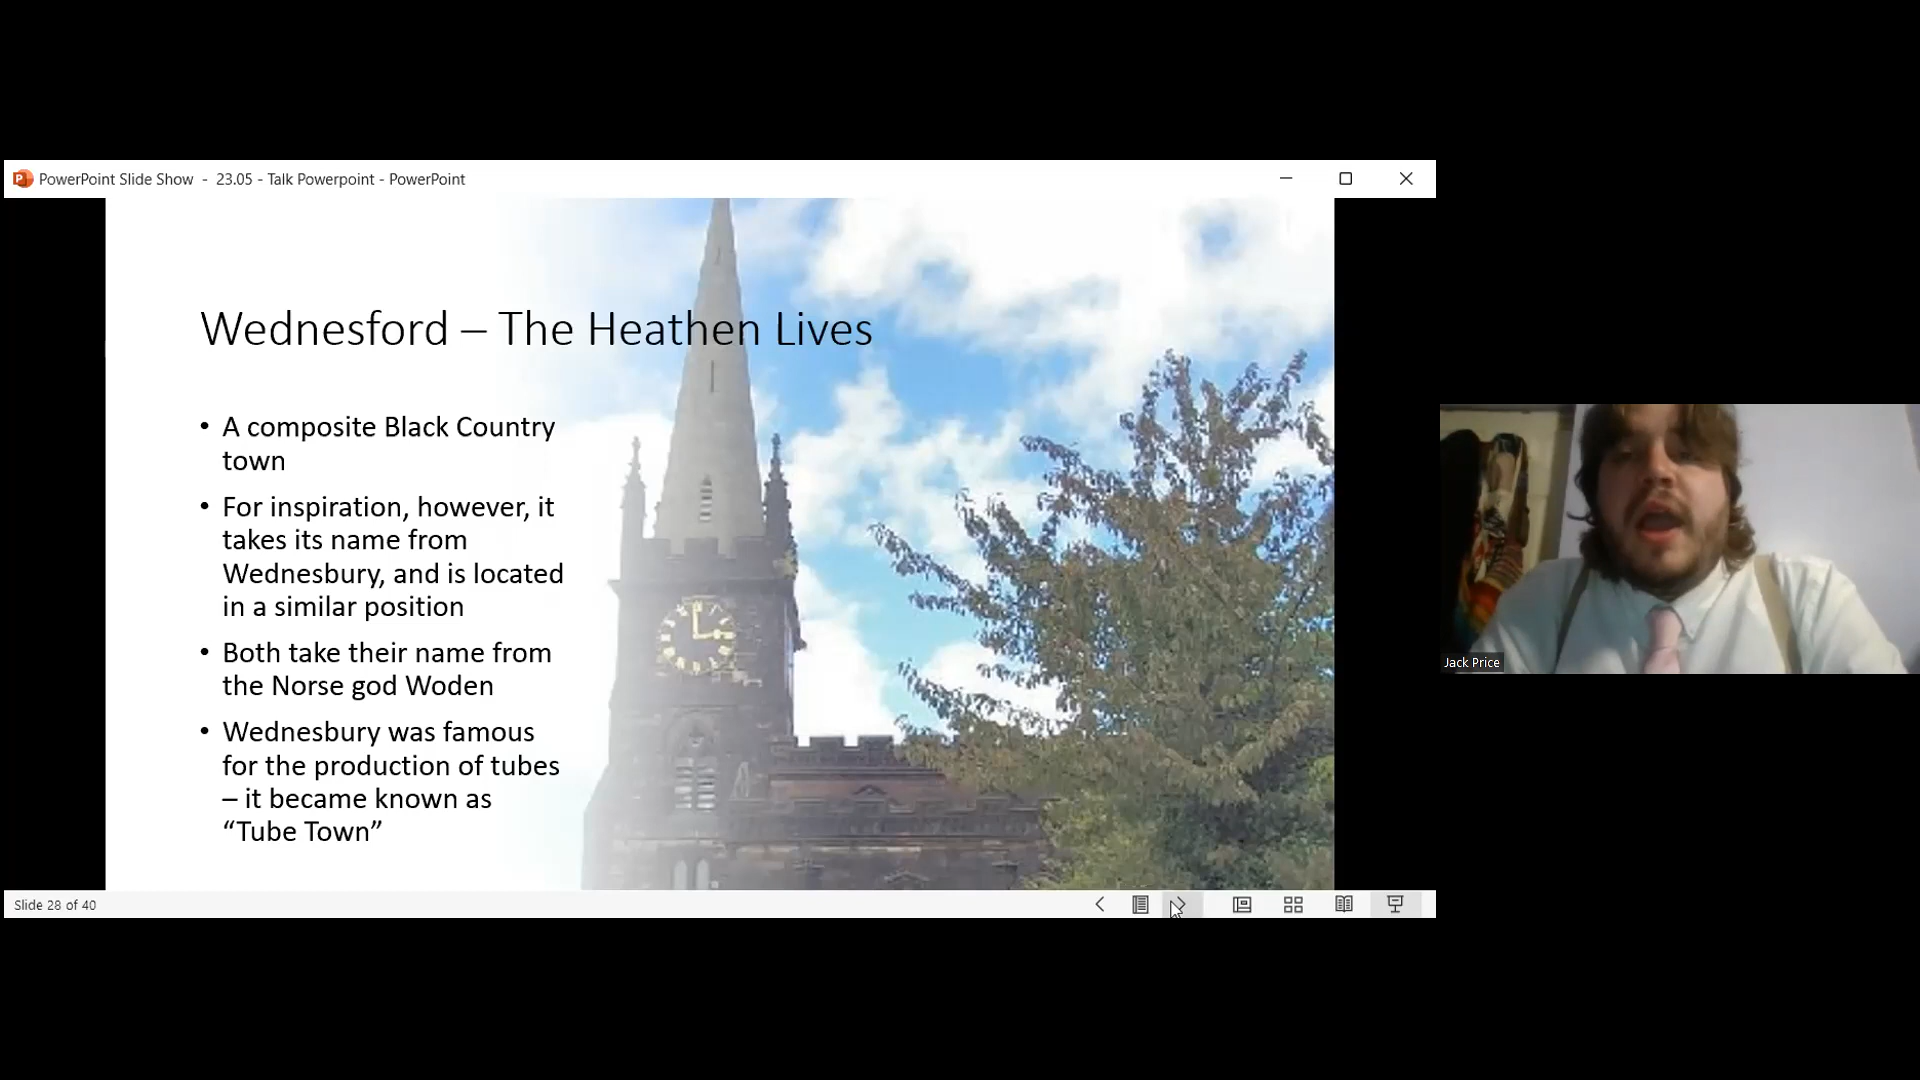 PowerPoint Slide Show - 23.05 - Talk Powerpoint - PowerPoint
Wednesford – The Heathen Lives
• A composite Black Country
town
• For inspiration, however, it
takes its name from
Wednesbury, and is located
in a similar position
• Both take their name from
the Norse god Woden
• Wednesbury was famous
for the production of tubes
– it became known as
“Tube Town”
Jack Price
Slide 28 of 40